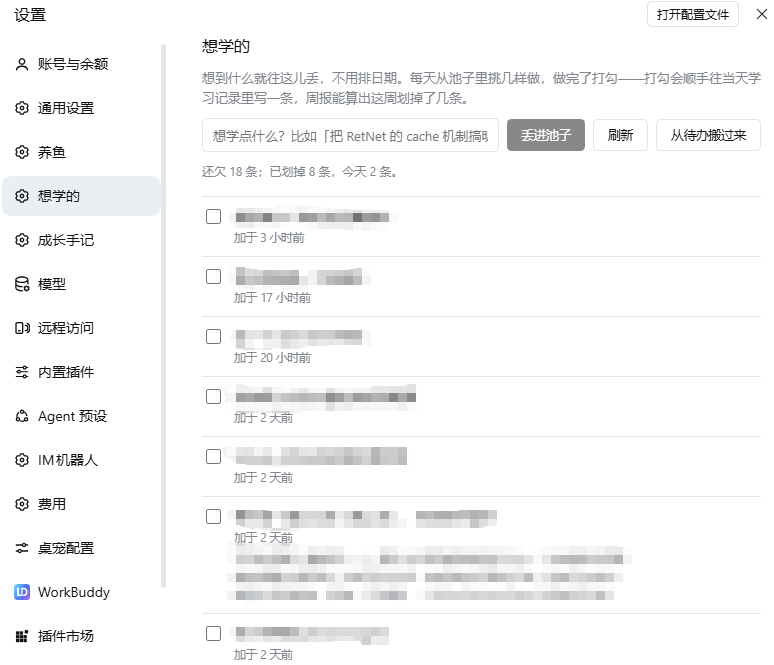 设置
打开配置文件
账号与余额
通用设置
养鱼
想学的
成长手记
模型
远程访问
内置插件
Agent 预设
IM机器人
费用
桌宠配置
WorkBuddy
插件市场
想学的
想到什么就往这儿丢，不用排日期。每天从池子里挑几样做，做完了打勾——打勾会顺手往当天学
习记录里写一条，周报能算出这周划掉了几条。
想学点什么？比如「把 RetNet 的 cache 机制搞明
丢进池子
刷新
从待办搬过来
还欠 18 条；已划掉 8 条，今天 2 条。
加于 3 小时前
加于 17 小时前
加于 20 小时前
加于 2 天前
加于 2 天前
加于 2 天前
加于 2 天前